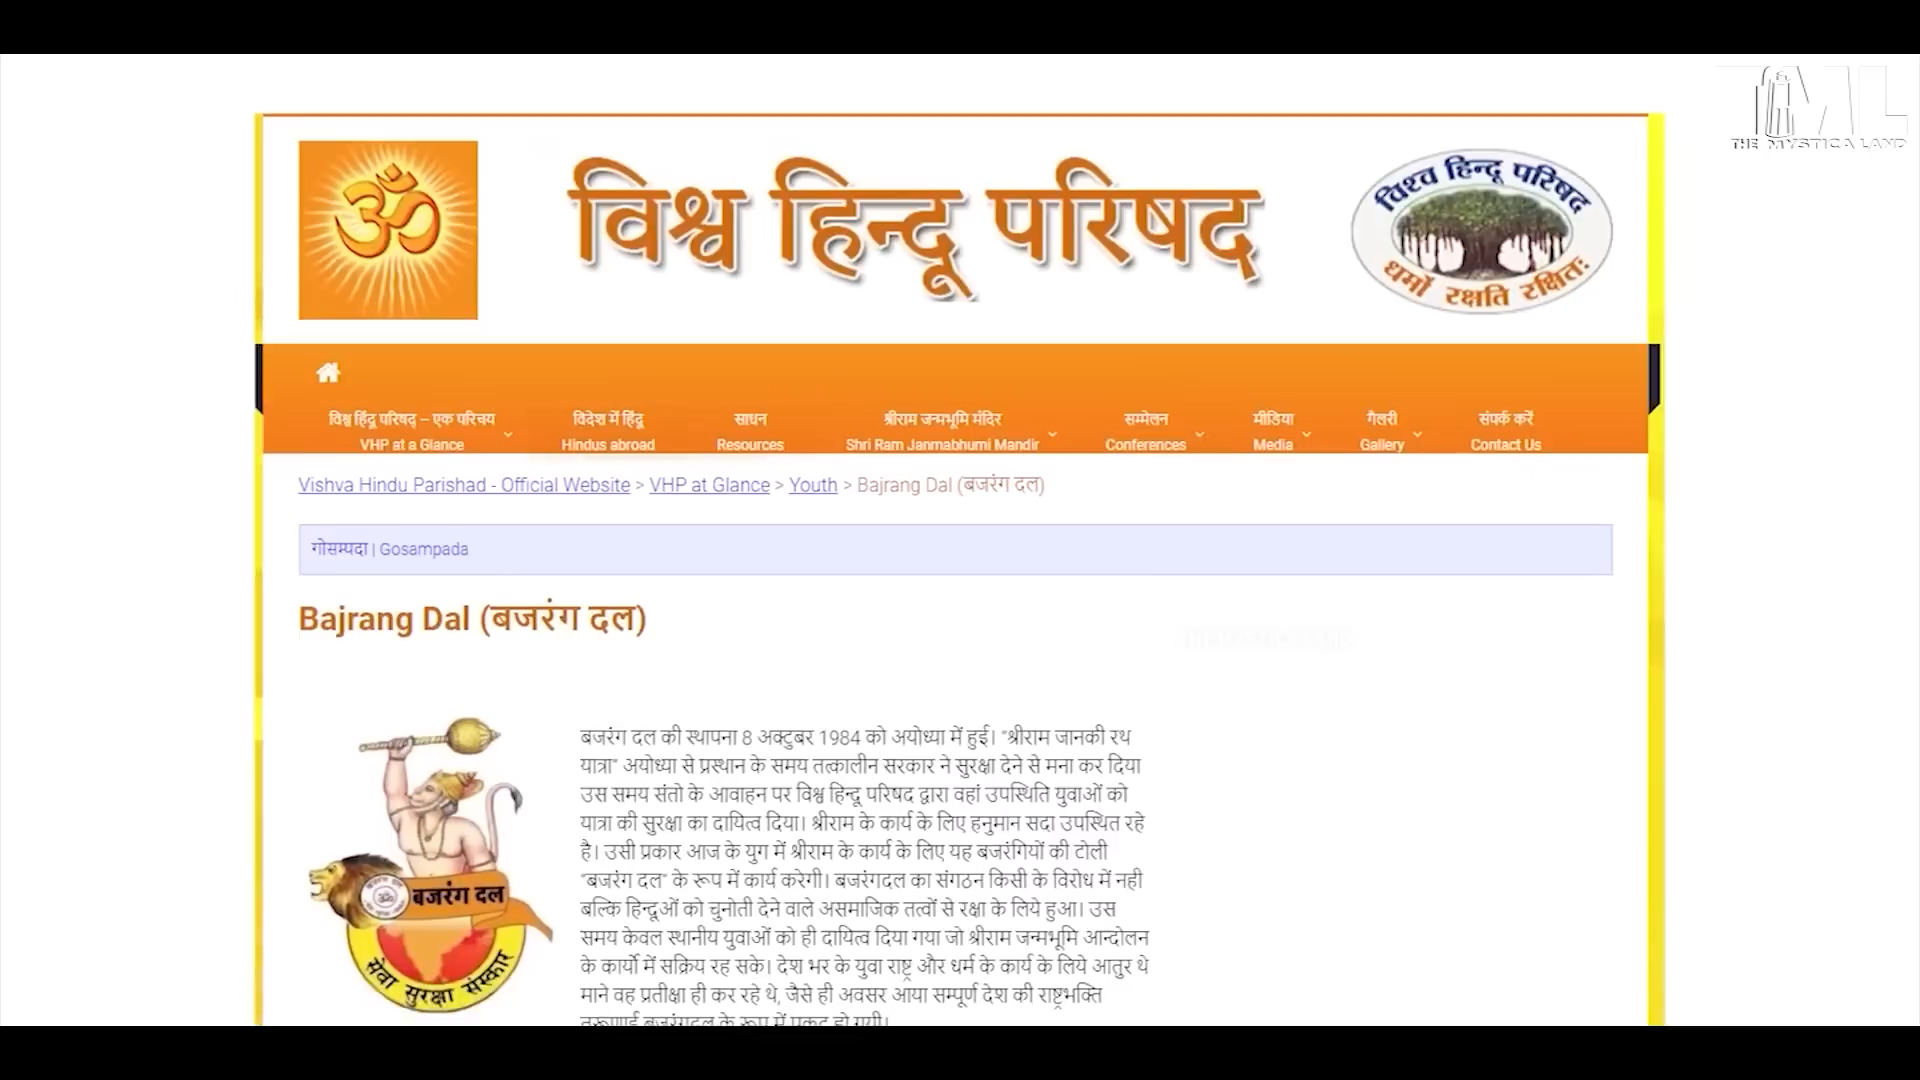 TML
THE MYSTICA LAND
ॐ
विश्व हिन्दू परिषद
विश्व हिन्दू परिषद
धर्मो रक्षति रक्षितः
विश्व हिंदू परिषद् – एक परिचय
VHP at a Glance
विदेश में हिंदू
Hindus abroad
साधन
Resources
श्रीराम जन्मभूमि मंदिर
Shri Ram Janmabhumi Mandir
सम्मेलन
Conferences
मीडिया
Media
गैलरी
Gallery
संपर्क करें
Contact Us
Vishva Hindu Parishad - Official Website > VHP at Glance > Youth > Bajrang Dal (बजरंग दल)
गोसम्पदा | Gosampada
Bajrang Dal (बजरंग दल)
बजरंग दल
सेवा सुरक्षा संस्कार
बजरंग दल की स्थापना 8 अक्टुबर 1984 को अयोध्या में हुई। “श्रीराम जानकी रथ
यात्रा” अयोध्या से प्रस्थान के समय तत्कालीन सरकार ने सुरक्षा देने से मना कर दिया
उस समय संतो के आवाहन पर विश्व हिन्दू परिषद द्वारा वहां उपस्थिति युवाओं को
यात्रा की सुरक्षा का दायित्व दिया। श्रीराम के कार्य के लिए हनुमान सदा उपस्थित रहे
है। उसी प्रकार आज के युग में श्रीराम के कार्य के लिए यह बजरंगियों की टोली
“बजरंग दल” के रूप में कार्य करेगी। बजरंगदल का संगठन किसी के विरोध में नही
बल्कि हिन्दूओं को चुनोती देने वाले असमाजिक तत्वों से रक्षा के लिये हुआ। उस
समय केवल स्थानीय युवाओं को ही दायित्व दिया गया जो श्रीराम जन्मभूमि आन्दोलन
के कार्यो में सक्रिय रह सके। देश भर के युवा राष्ट्र और धर्म के कार्य के लिये आतुर थे
माने वह प्रतीक्षा ही कर रहे थे, जैसे ही अवसर आया सम्पूर्ण देश की राष्ट्रभक्ति
तरूणाई बजरंगदल के रूप में प्रकट हो गयी।